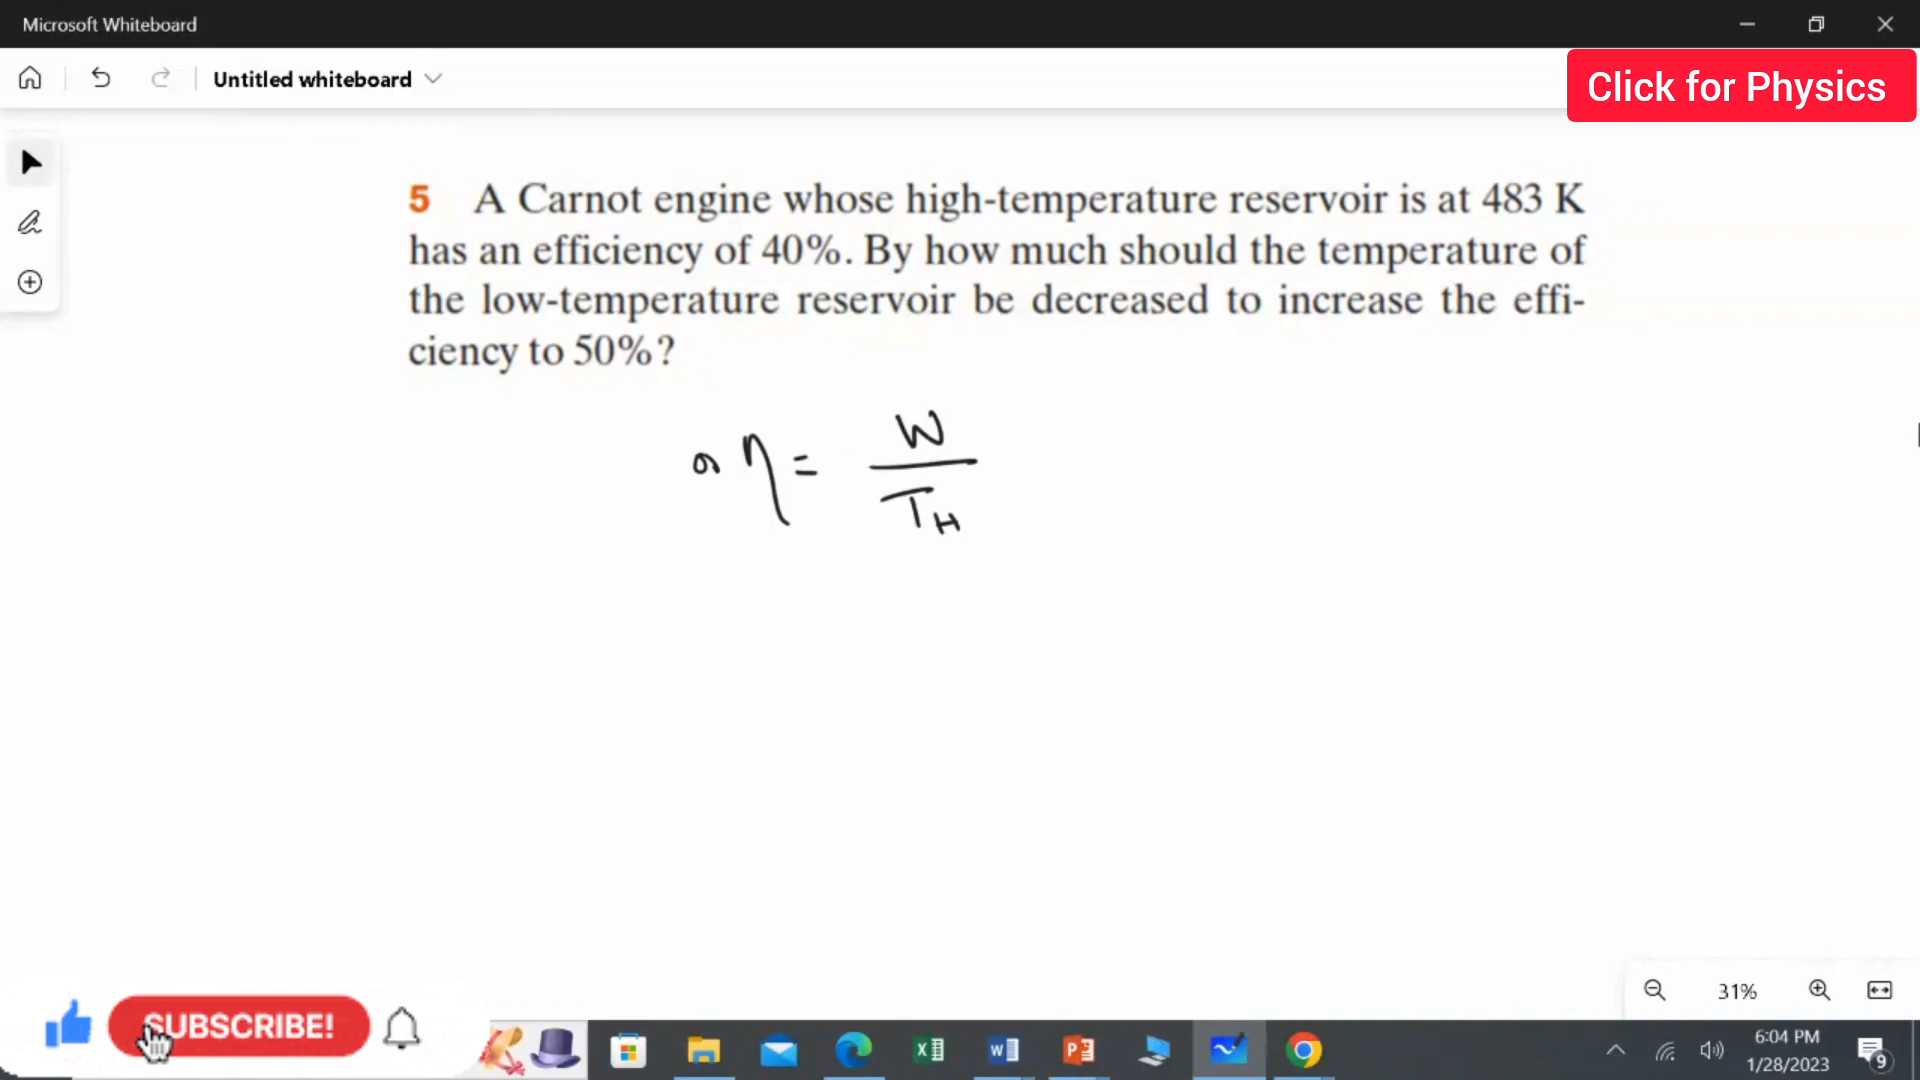 Microsoft Whiteboard
Untitled whiteboard
Click for Physics
5 A Carnot engine whose high-temperature reservoir is at 483 K
has an efficiency of 40%. By how much should the temperature of
the low-temperature reservoir be decreased to increase the effi-
ciency to 50%?
η = W
T_H
31%
SUBSCRIBE!
6:04 PM
1/28/2023
9